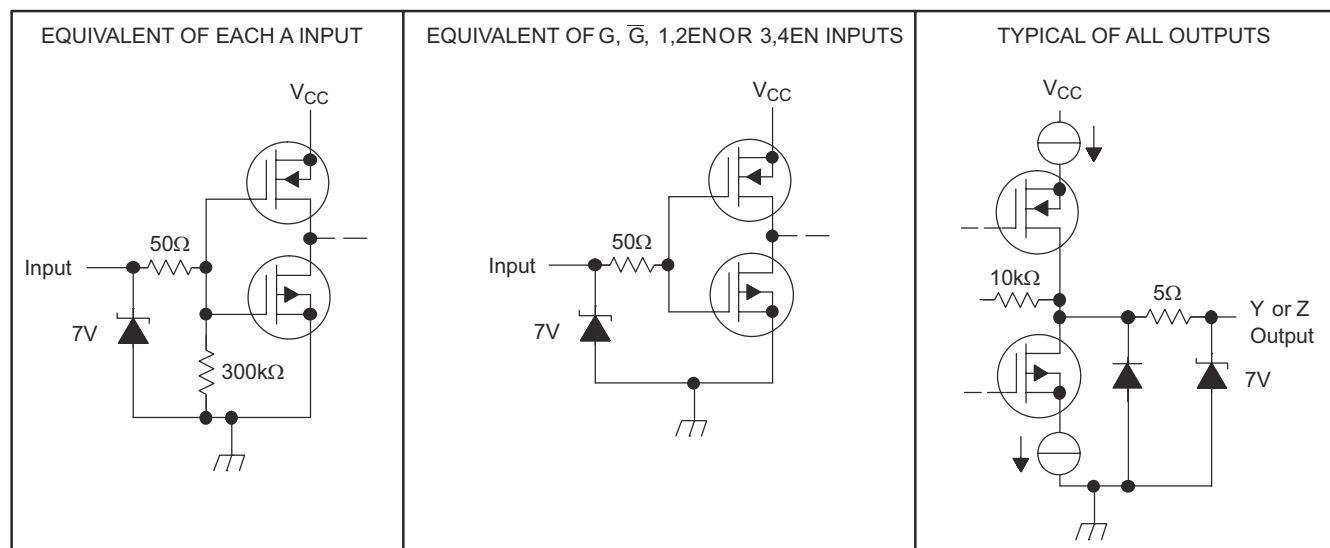 EQUIVALENT OF EACH A INPUT
VCC
50Ω
Input
7V
300kΩ
EQUIVALENT OF G, G̅, 1,2EN OR 3,4EN INPUTS
VCC
50Ω
Input
7V
TYPICAL OF ALL OUTPUTS
VCC
10kΩ
5Ω
Y or Z
Output
7V